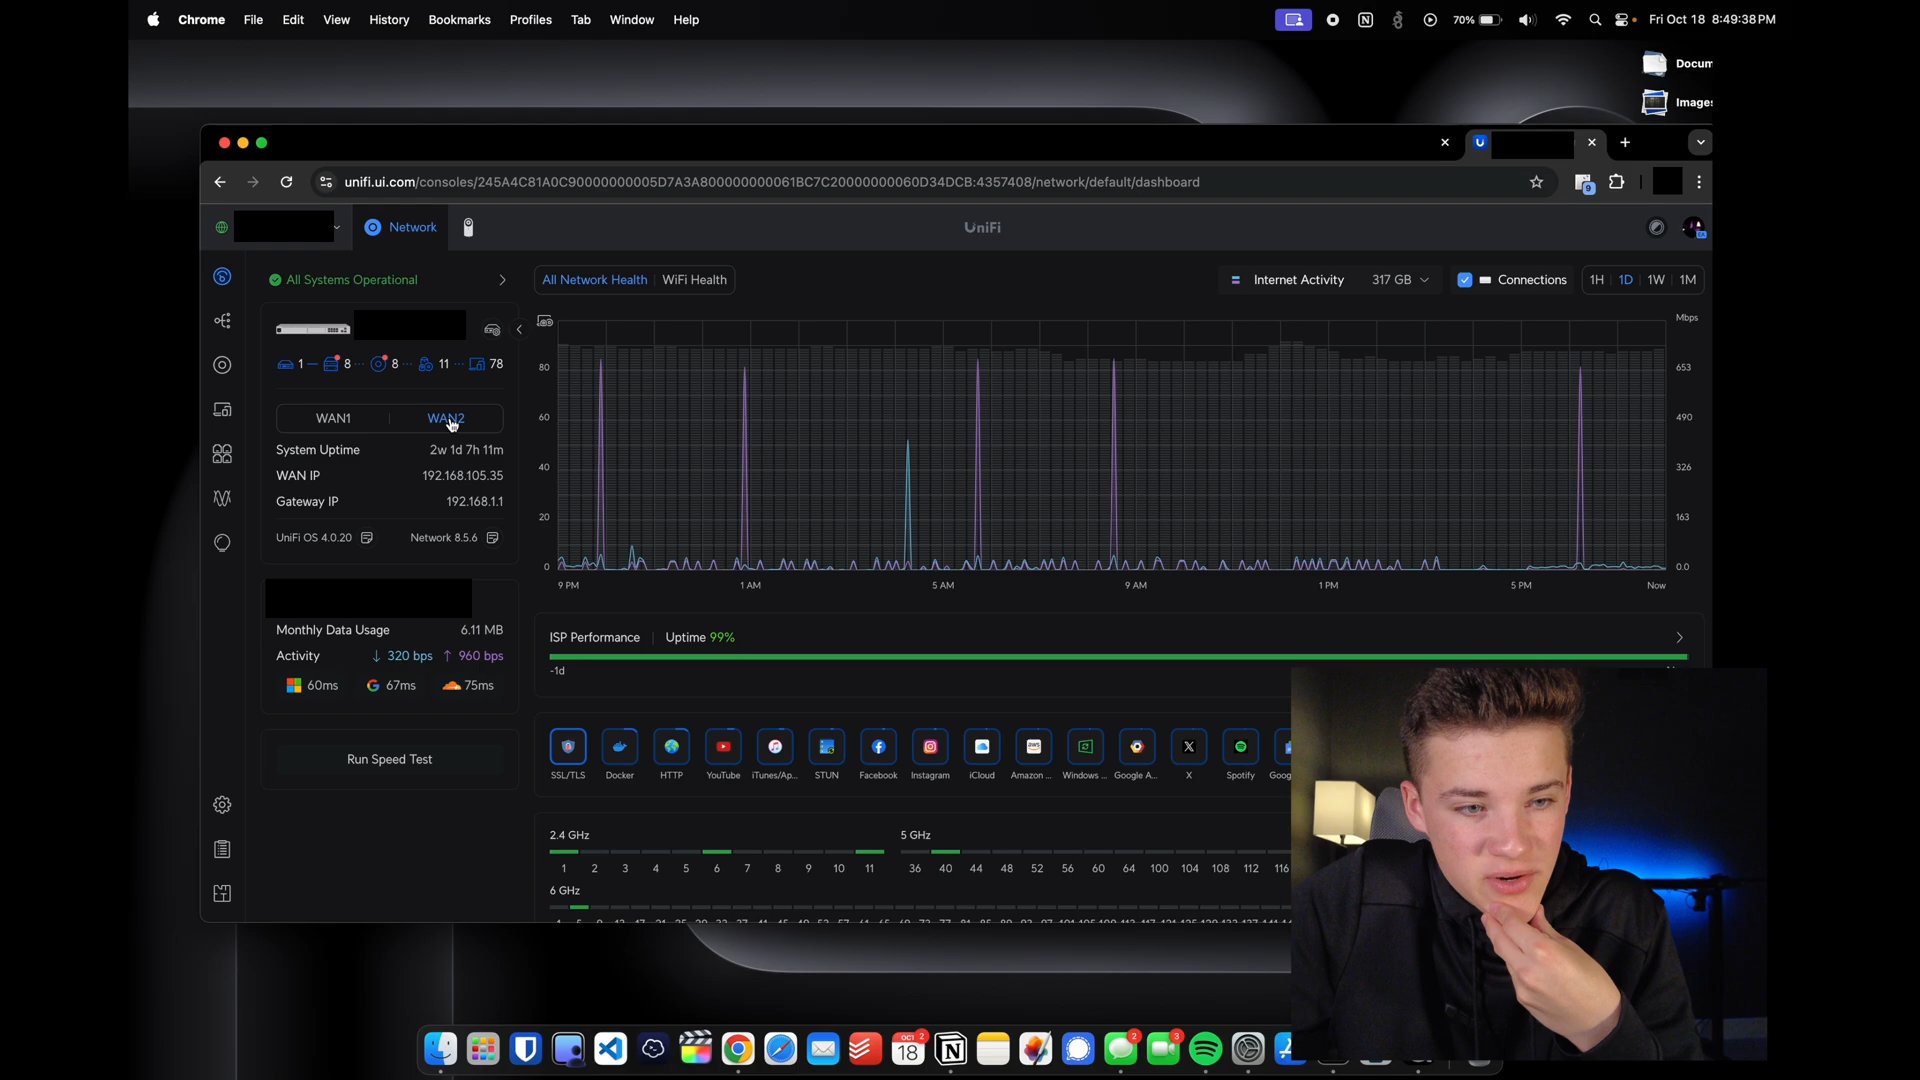 Chrome File Edit View History Bookmarks Profiles Tab Window Help
70% Fri Oct 18 8:49:38 PM
Docum
Images
unifi.ui.com/consoles/245A4C81A0C90000000005D7A3A800000000061BC7C20000000060D34DCB:4357408/network/default/dashboard
9
Network
UniFi
All Systems Operational
1 8 8 11 78
WAN1 WAN2
System Uptime 2w 1d 7h 11m
WAN IP 192.168.105.35
Gateway IP 192.168.1.1
UniFi OS 4.0.20 Network 8.5.6
Monthly Data Usage 6.11 MB
Activity ↓ 320 bps ↑ 960 bps
60ms 67ms 75ms
Run Speed Test
All Network Health WiFi Health
Internet Activity 317 GB Connections 1H 1D 1W 1M
Mbps
80 653
60 490
40 326
20 163
0 0.0
9 PM 1 AM 5 AM 9 AM 1 PM 5 PM Now
ISP Performance Uptime 99%
-1d
SSL/TLS Docker HTTP YouTube iTunes/Ap... STUN Facebook Instagram iCloud Amazon ... Windows ... Google A... X Spotify Goog
2.4 GHz
1 2 3 4 5 6 7 8 9 10 11
5 GHz
36 40 44 48 52 56 60 64 100 104 108 112 116
6 GHz
OCT 18 2 2 3